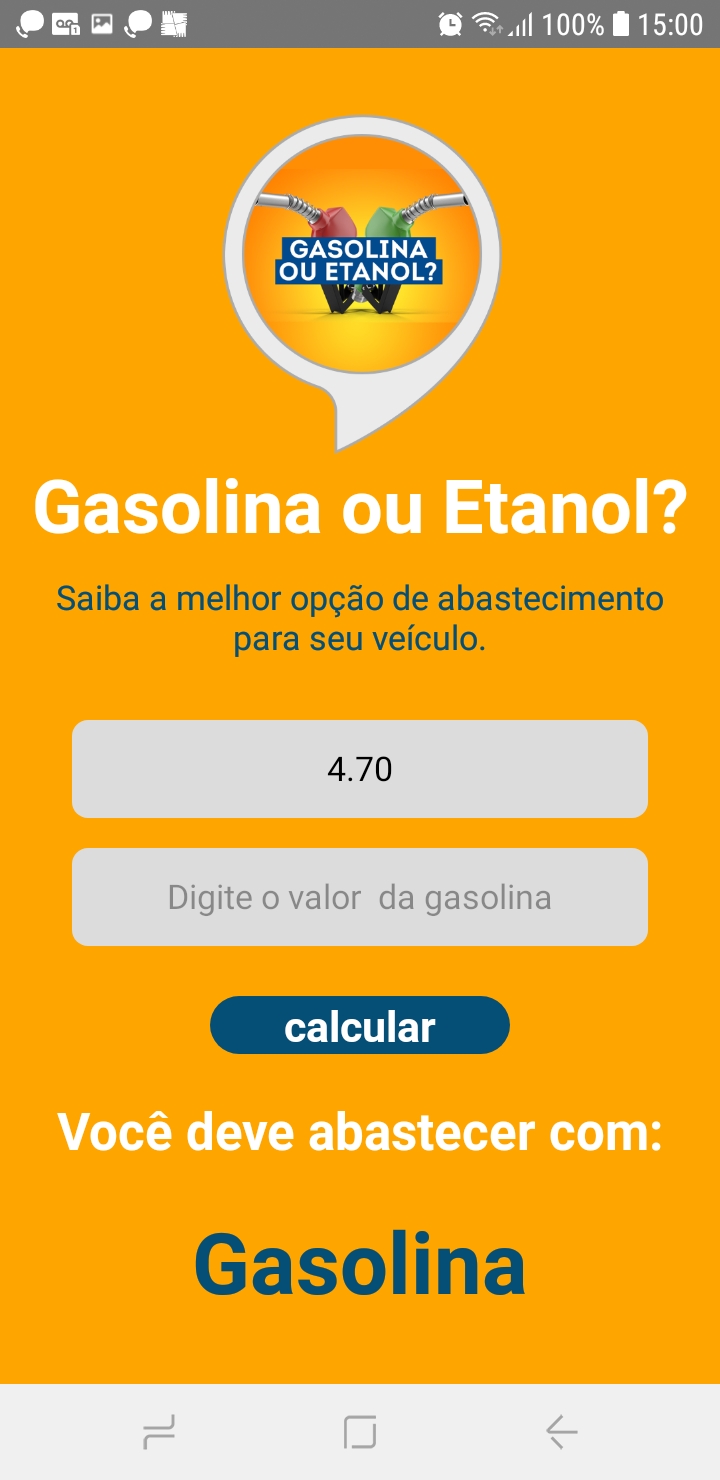 100% 15:00
GASOLINA
OU ETANOL?
Gasolina ou Etanol?
Saiba a melhor opção de abastecimento
para seu veículo.
4.70
Digite o valor  da gasolina
calcular
Você deve abastecer com:
Gasolina